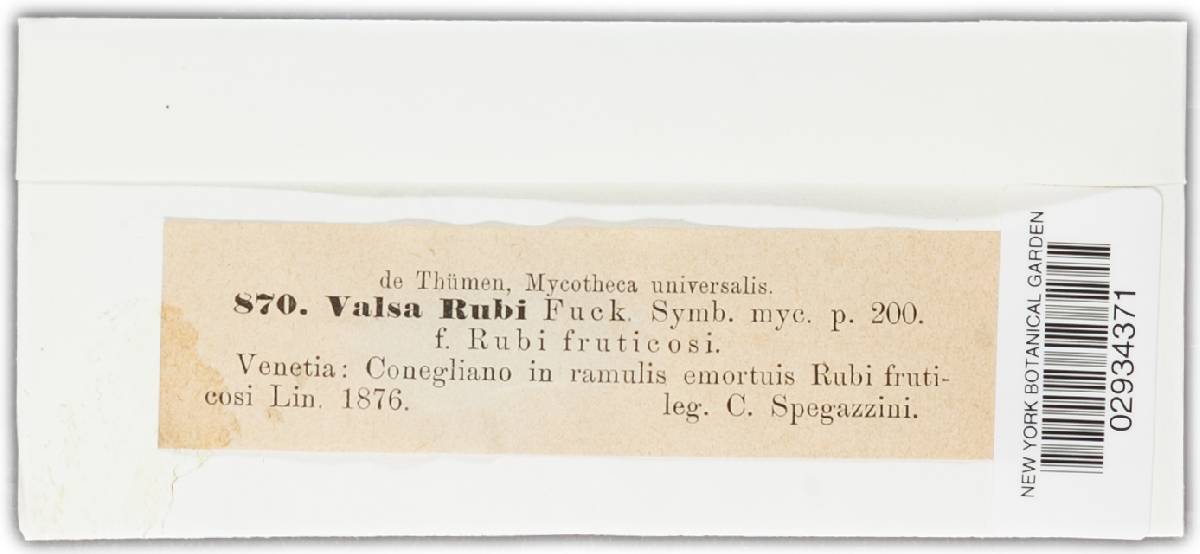 de Thümen, Mycotheca universalis.
870. Valsa Rubi Fuck. Symb. myc. p. 200.
f. Rubi fruticosi.
Venetia: Conegliano in ramulis emortuis Rubi fruti-
cosi Lin. 1876. leg. C. Spegazzini.
NEW YORK BOTANICAL GARDEN
02934371